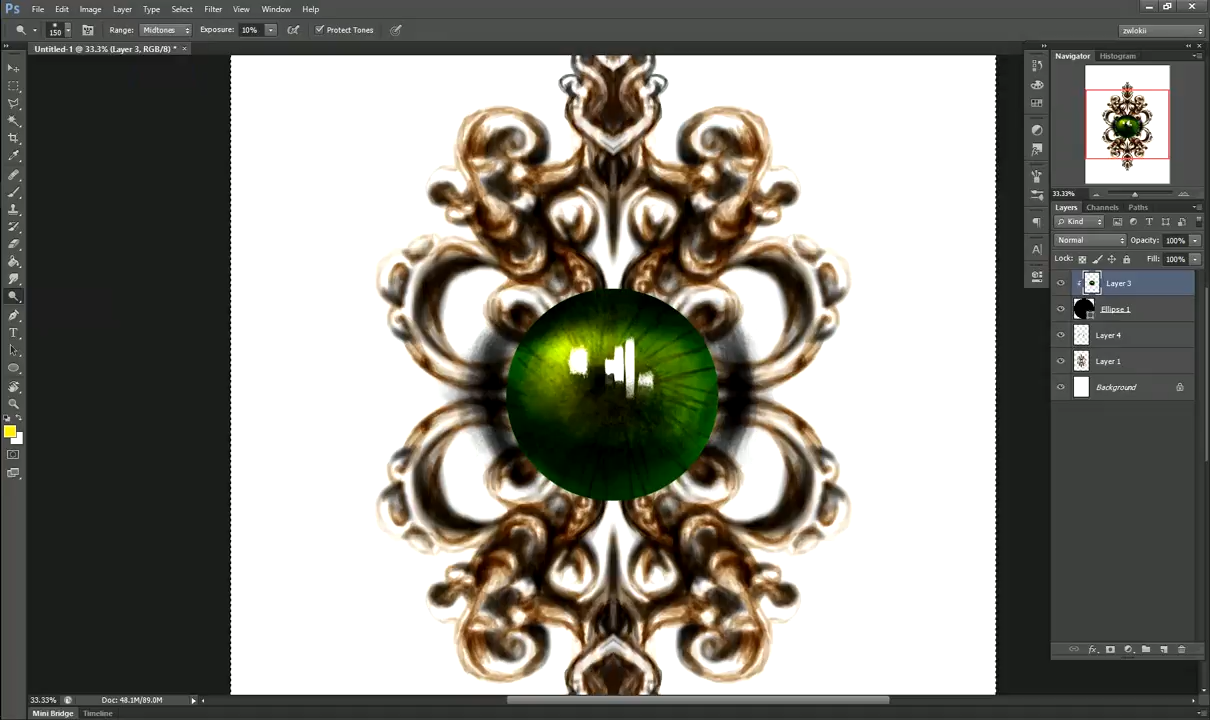 Ps File Edit Image Layer Type Select Filter View Window Help
150 Range: Midtones Exposure: 10% Protect Tones zwlokii
Untitled-1 @ 33.3% (Layer 3, RGB/8) * ×
Navigator Histogram
33.33%
Layers Channels Paths
Kind
Normal Opacity: 100%
Lock: Fill: 100%
Layer 3
Ellipse 1
Layer 4
Layer 1
Background
33.33% Doc: 48.1M/89.0M
Mini Bridge Timeline